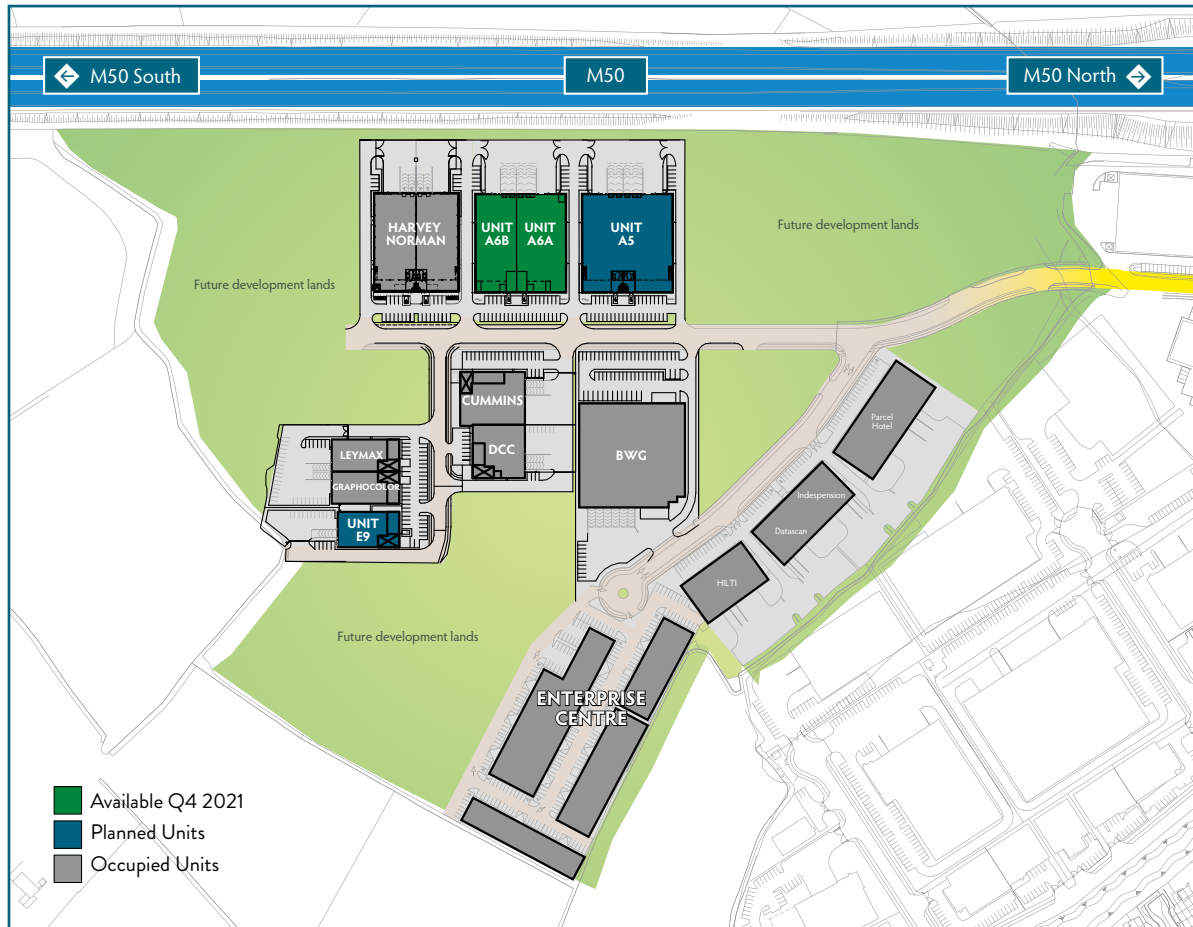 M50 South
M50
M50 North
HARVEY
NORMAN
UNIT
A6B
UNIT
A6A
UNIT
A5
Future development lands
Future development lands
CUMMINS
DCC
BWG
Parcel
Hotel
LEYMAX
GRAPHOCOLOR
UNIT
E9
Indespension
Datascan
HILTI
Future development lands
ENTERPRISE
CENTRE
Available Q4 2021
Planned Units
Occupied Units